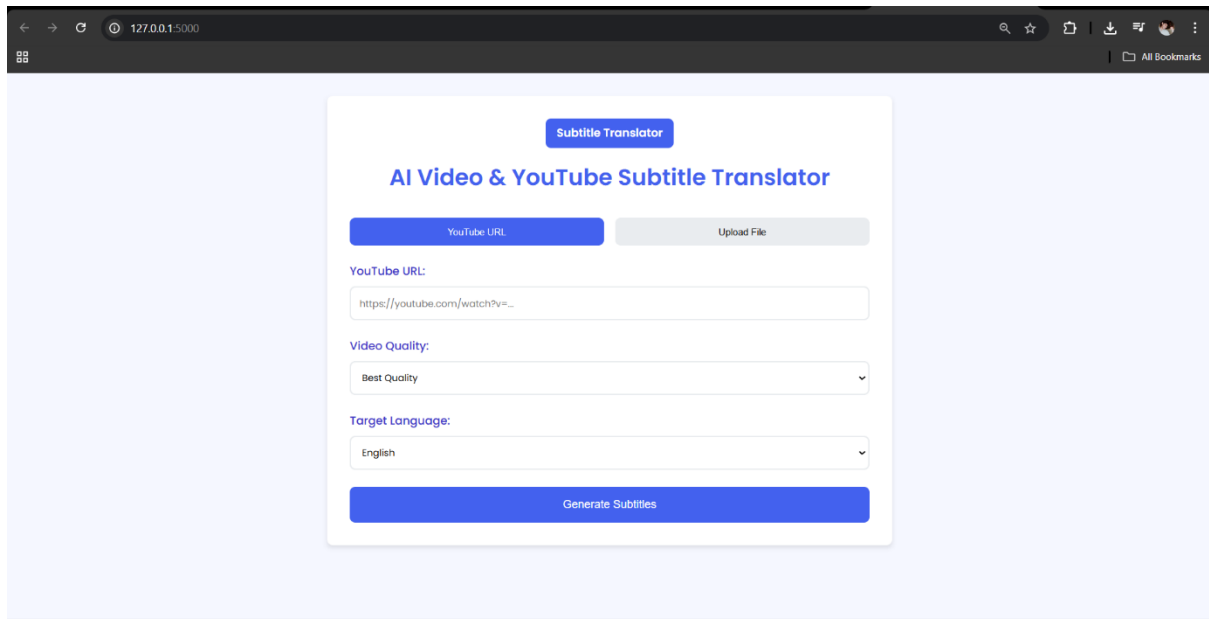 127.0.0.1:5000
All Bookmarks
Subtitle Translator
AI Video & YouTube Subtitle Translator
YouTube URL
Upload File
YouTube URL:
https://youtube.com/watch?v=...
Video Quality:
Best Quality
Target Language:
English
Generate Subtitles